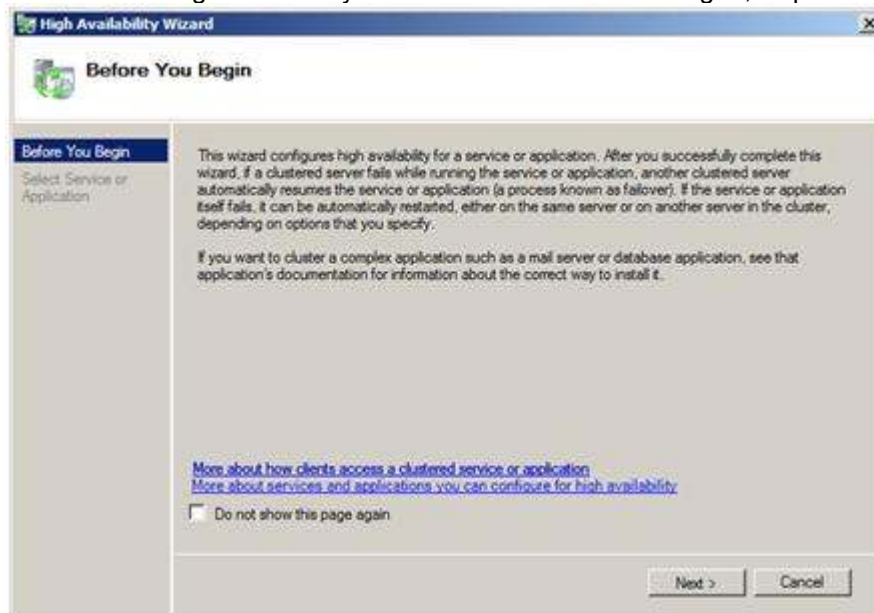 High Availability Wizard
Before You Begin
Before You Begin
Select Service or
Application
This wizard configures high availability for a service or application. After you successfully complete this
wizard, if a clustered server fails while running the service or application, another clustered server
automatically resumes the service or application (a process known as failover). If the service or application
itself fails, it can be automatically restarted, either on the same server or on another server in the cluster,
depending on options that you specify.
If you want to cluster a complex application such as a mail server or database application, see that
application's documentation for information about the correct way to install it.
More about how clients access a clustered service or application
More about services and applications you can configure for high availability
Do not show this page again
Next >
Cancel